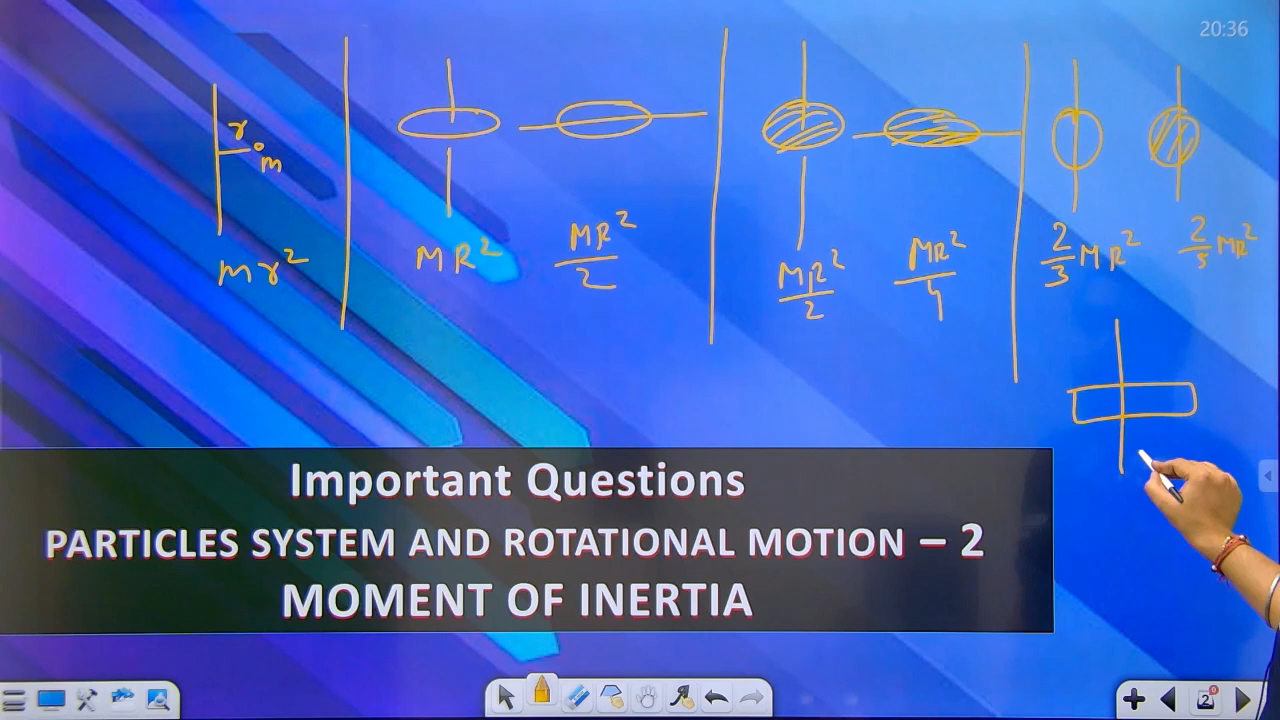 20:36
r
m
mr²
MR²
MR²/2
MR²/2
MR²/4
2/3 MR²
2/5 MR²
Important Questions
PARTICLES SYSTEM AND ROTATIONAL MOTION – 2
MOMENT OF INERTIA
2